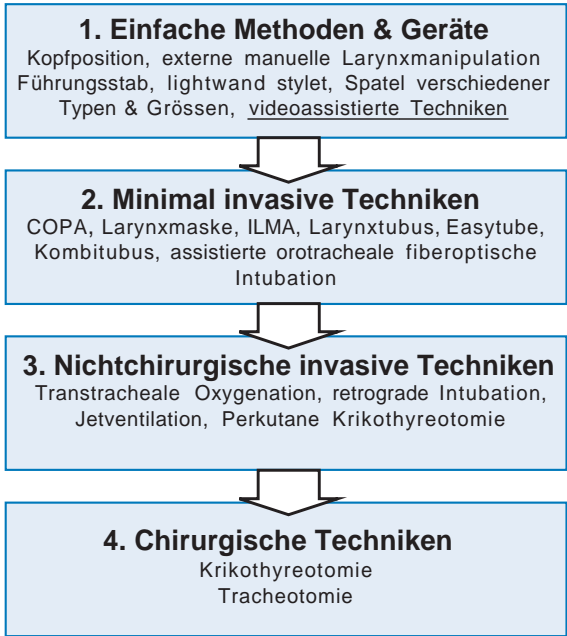 1. Einfache Methoden & Geräte
Kopfposition, externe manuelle Larynxmanipulation
Führungsstab, lightwand stylet, Spatel verschiedener
Typen & Grössen, videoassistierte Techniken
2. Minimal invasive Techniken
COPA, Larynxmaske, ILMA, Larynxtubus, Easytube,
Kombitubus, assistierte orotracheale fiberoptische
Intubation
3. Nichtchirurgische invasive Techniken
Transtracheale Oxygenation, retrograde Intubation,
Jetventilation, Perkutane Krikothyreotomie
4. Chirurgische Techniken
Krikothyreotomie
Tracheotomie